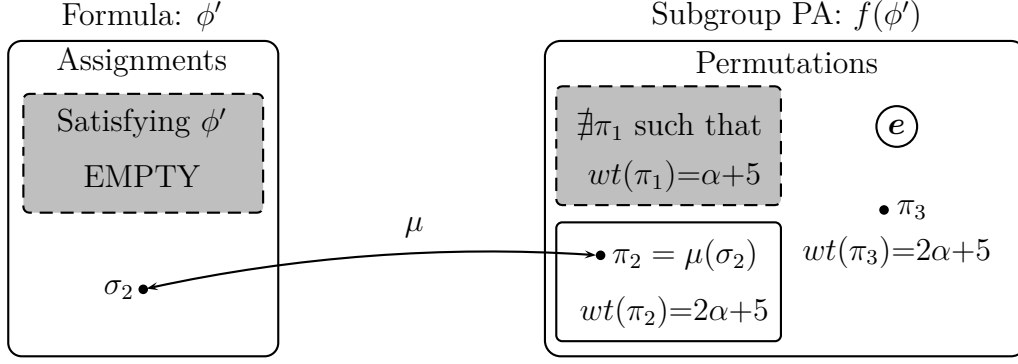 Formula: ϕ′
Assignments
Satisfying ϕ′
EMPTY
σ₂
μ
Subgroup PA: f(ϕ′)
Permutations
∄π₁ such that
wt(π₁)=α+5
e
π₃
wt(π₃)=2α+5
π₂ = μ(σ₂)
wt(π₂)=2α+5